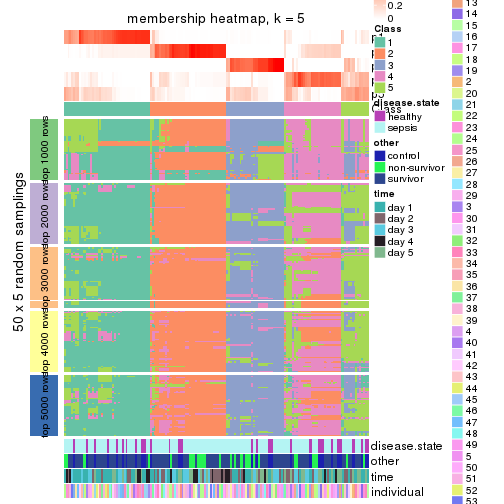 membership heatmap, k = 5
0.2
0
Class
1
2
3
4
5
disease.state
healthy
sepsis
other
control
non-survivor
survivor
time
day 1
day 2
day 3
day 4
day 5
13
14
15
16
17
18
19
2
20
21
22
23
24
25
26
27
28
29
3
30
31
32
33
34
35
36
37
38
39
4
40
41
42
43
44
45
46
47
48
49
5
50
51
52
53
50 x 5 random samplings
top 1000 rows
top 2000 rows
top 3000 rows
top 4000 rows
top 5000 rows
disease.state
other
time
individual